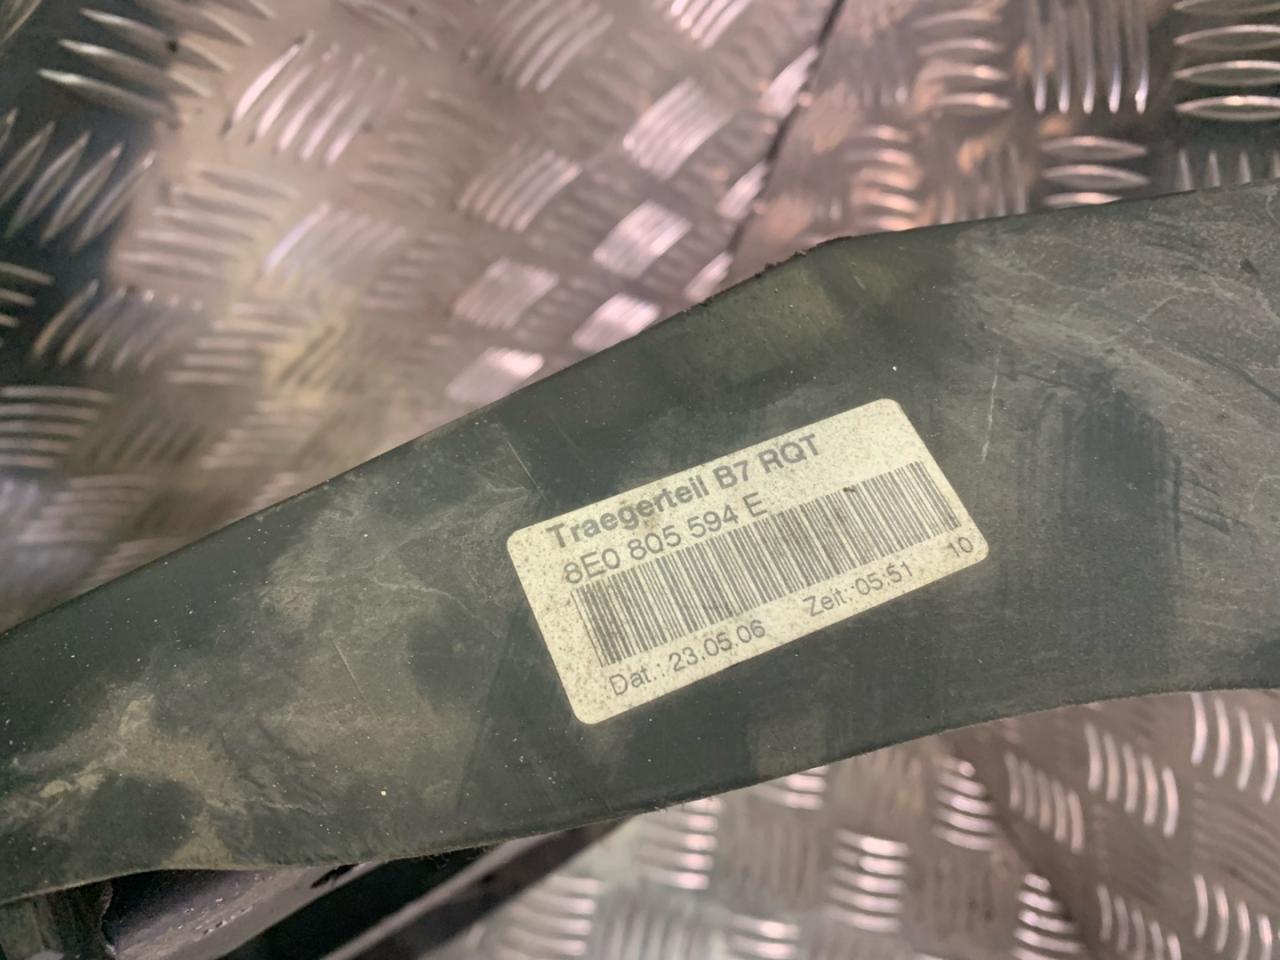 Traegerteil B7 RQT
8E0 805 594 E
Dat.: 23.05.06 Zeit.:05:51 10